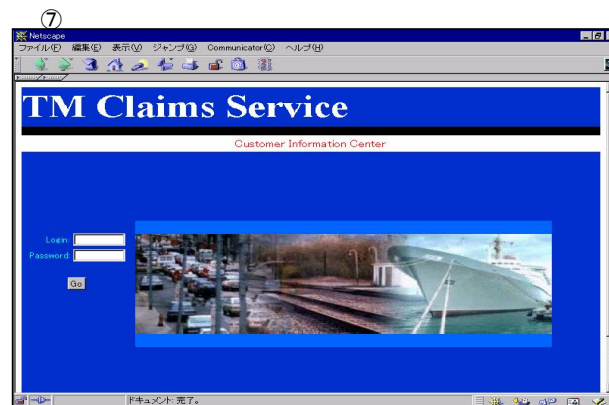 ⑦
Netscape
ファイル(F) 編集(E) 表示(V) ジャンプ(G) Communicator(C) ヘルプ(H)
TM Claims Service
Customer Information Center
Login:
Password:
Go
ドキュメント: 完了。